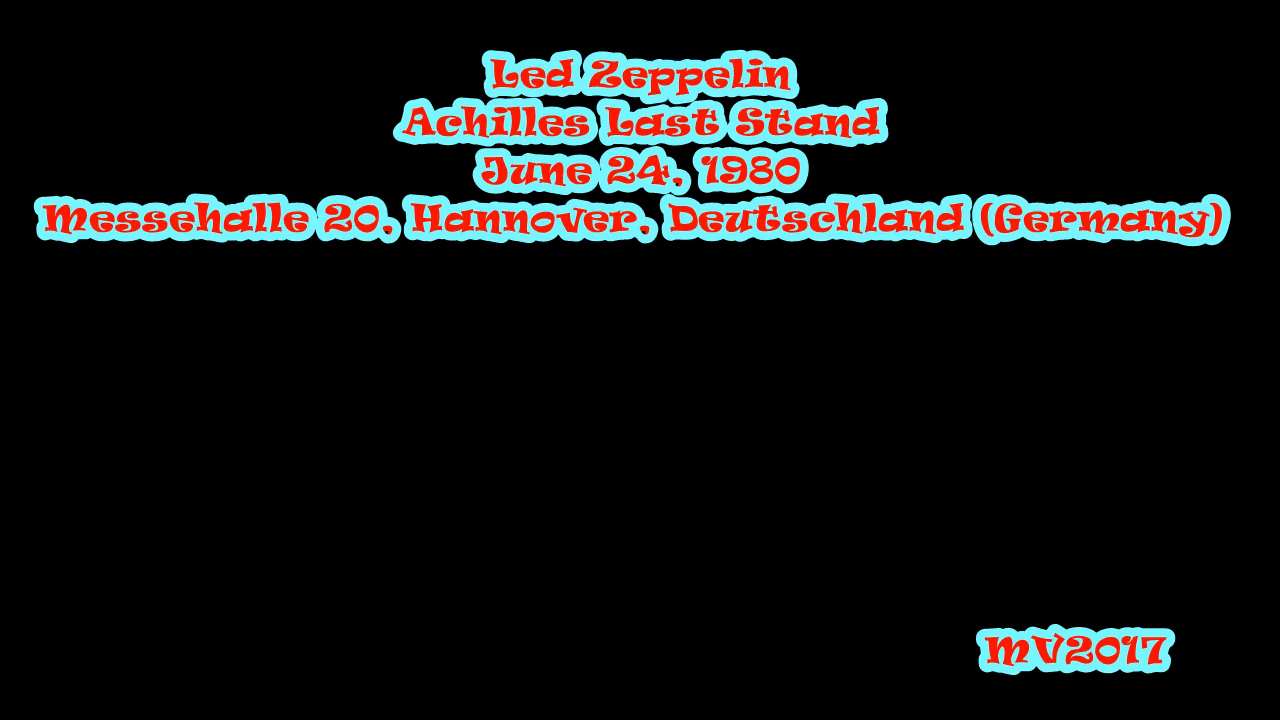 Led Zeppelin
Achilles Last Stand
June 24, 1980
Messehalle 20, Hannover, Deutschland (Germany)
MV2017